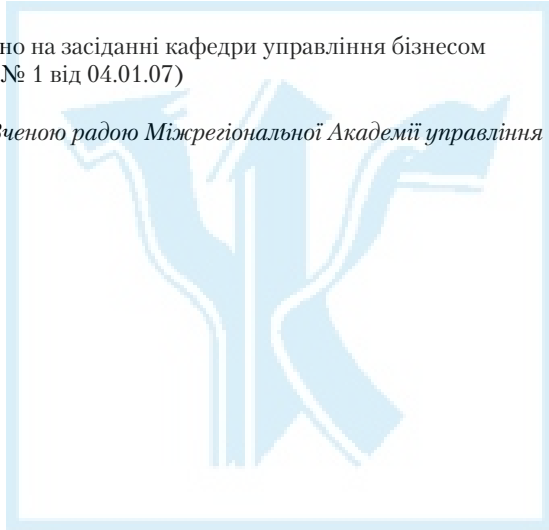 но на засіданні кафедри управління бізнесом
№ 1 від 04.01.07)
вченою радою Міжрегіональної Академії управління